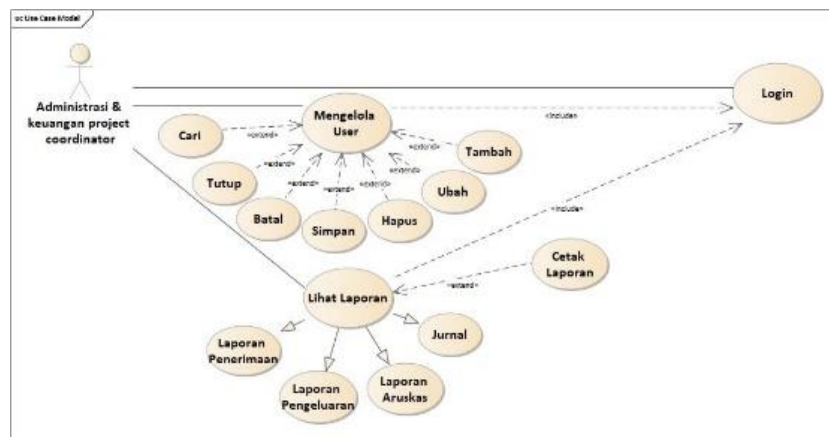 uc Use Case Model
Administrasi &
keuangan project
coordinator
Mengelola
User
Login
«include»
Cari
«extend»
Tambah
«extend»
Tutup
«extend»
Ubah
«extend»
Batal
«extend»
Simpan
«extend»
Hapus
«extend»
«include»
Cetak
Laporan
«extend»
Lihat Laporan
Laporan
Penerimaan
Jurnal
Laporan
Pengeluaran
Laporan
Aruskas